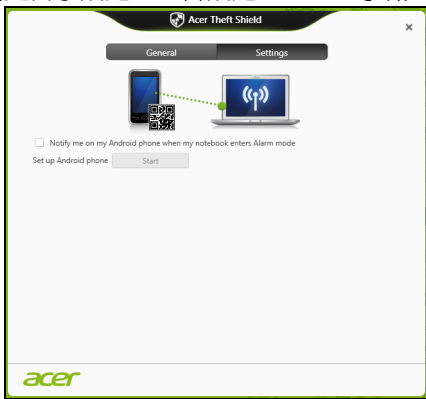 Acer Theft Shield
General Settings
Notify me on my Android phone when my notebook enters Alarm mode
Set up Android phone Start
acer